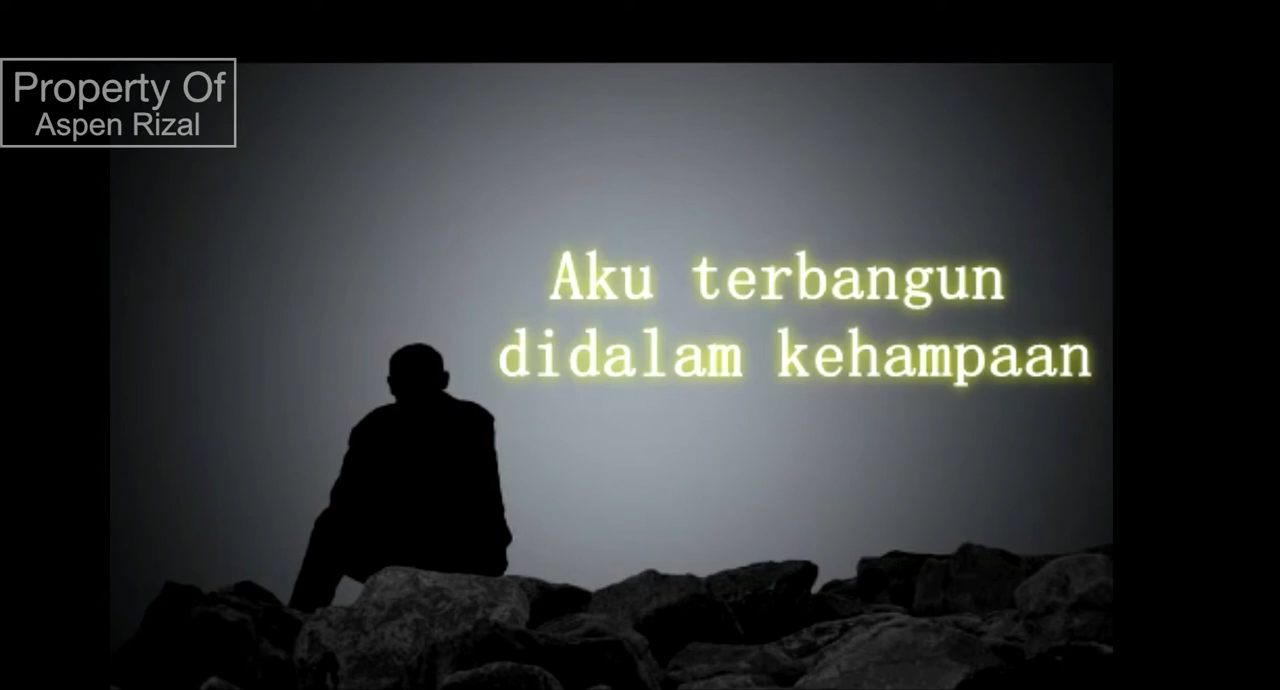 Property Of
Aspen Rizal
Aku terbangun
didalam kehampaan